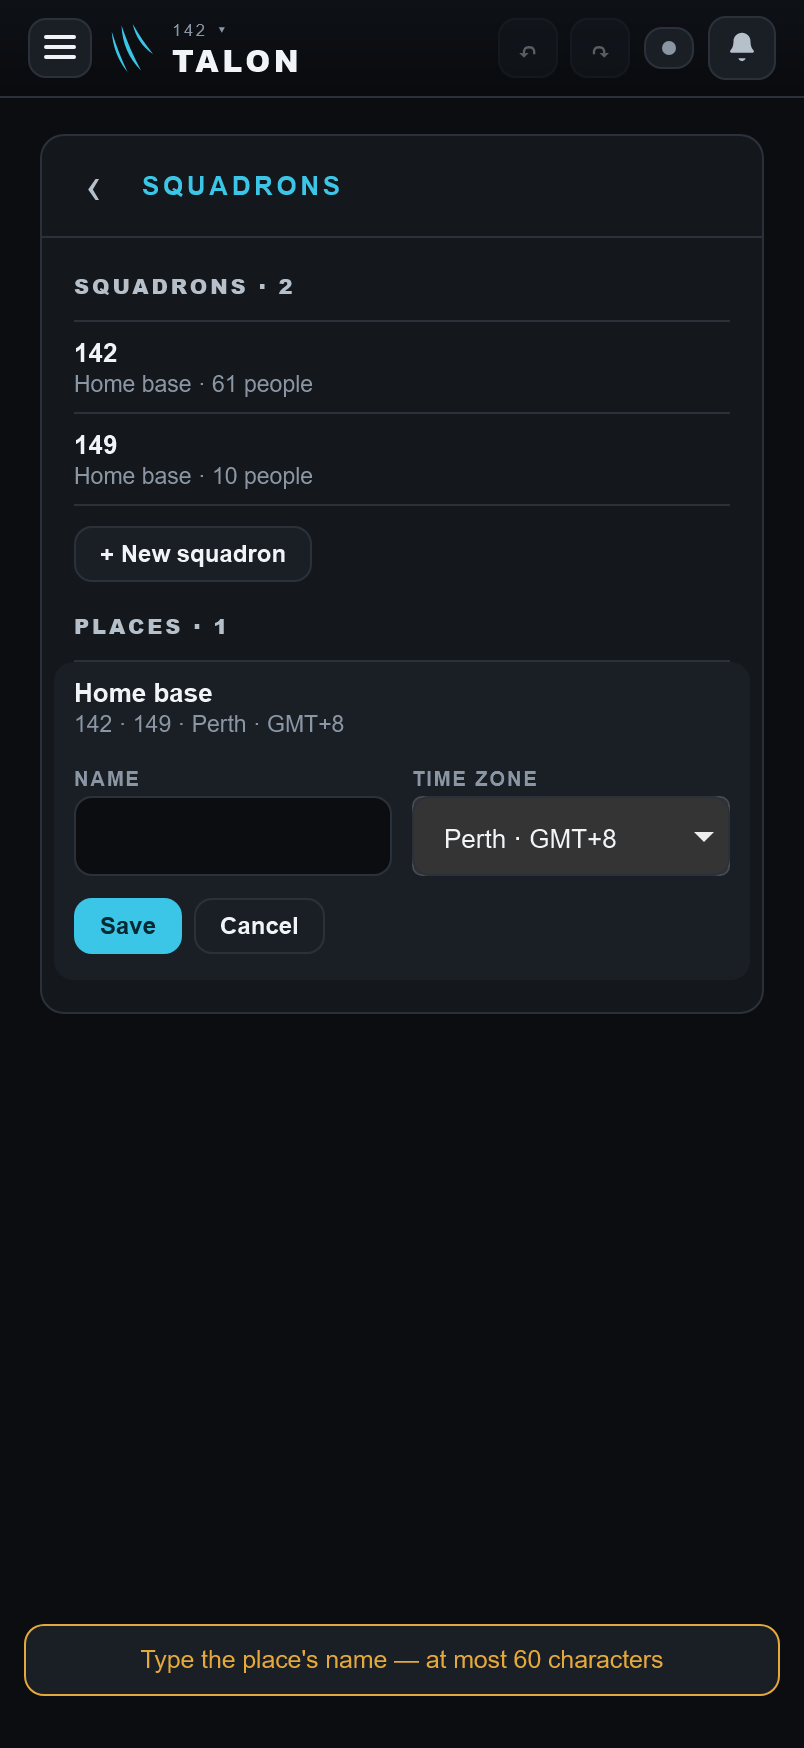 142 ▾
TALON
SQUADRONS
SQUADRONS · 2
142
Home base · 61 people
149
Home base · 10 people
+ New squadron
PLACES · 1
Home base
142 · 149 · Perth · GMT+8
NAME
TIME ZONE
Perth · GMT+8
Save
Cancel
Type the place's name — at most 60 characters